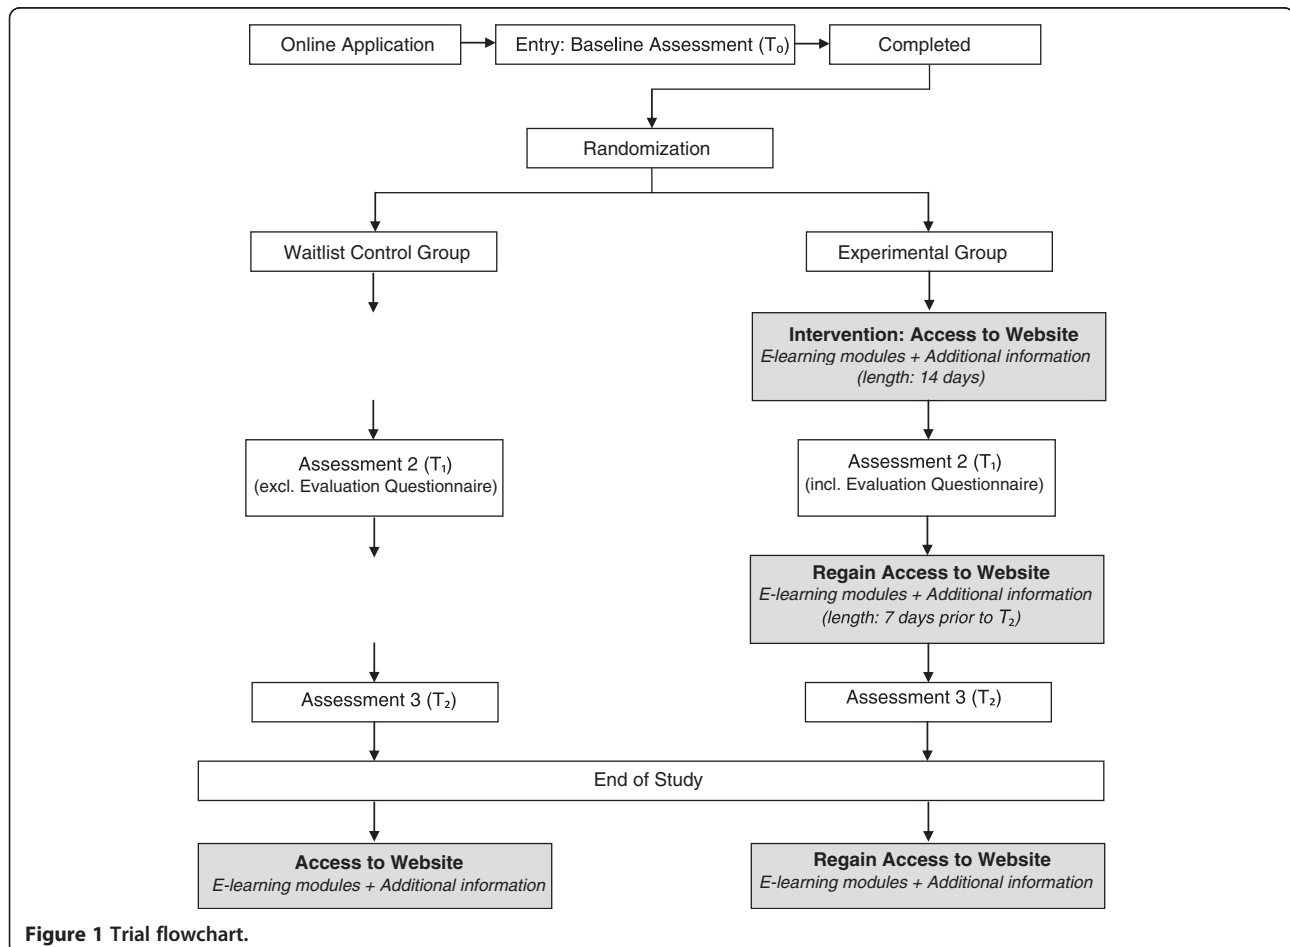 Online Application
Entry: Baseline Assessment (T₀)
Completed
Randomization
Waitlist Control Group
Experimental Group
Intervention: Access to Website
E-learning modules + Additional information
(length: 14 days)
Assessment 2 (T₁)
(excl. Evaluation Questionnaire)
Assessment 2 (T₁)
(incl. Evaluation Questionnaire)
Regain Access to Website
E-learning modules + Additional information
(length: 7 days prior to T₂)
Assessment 3 (T₂)
Assessment 3 (T₂)
End of Study
Access to Website
E-learning modules + Additional information
Regain Access to Website
E-learning modules + Additional information
Figure 1 Trial flowchart.